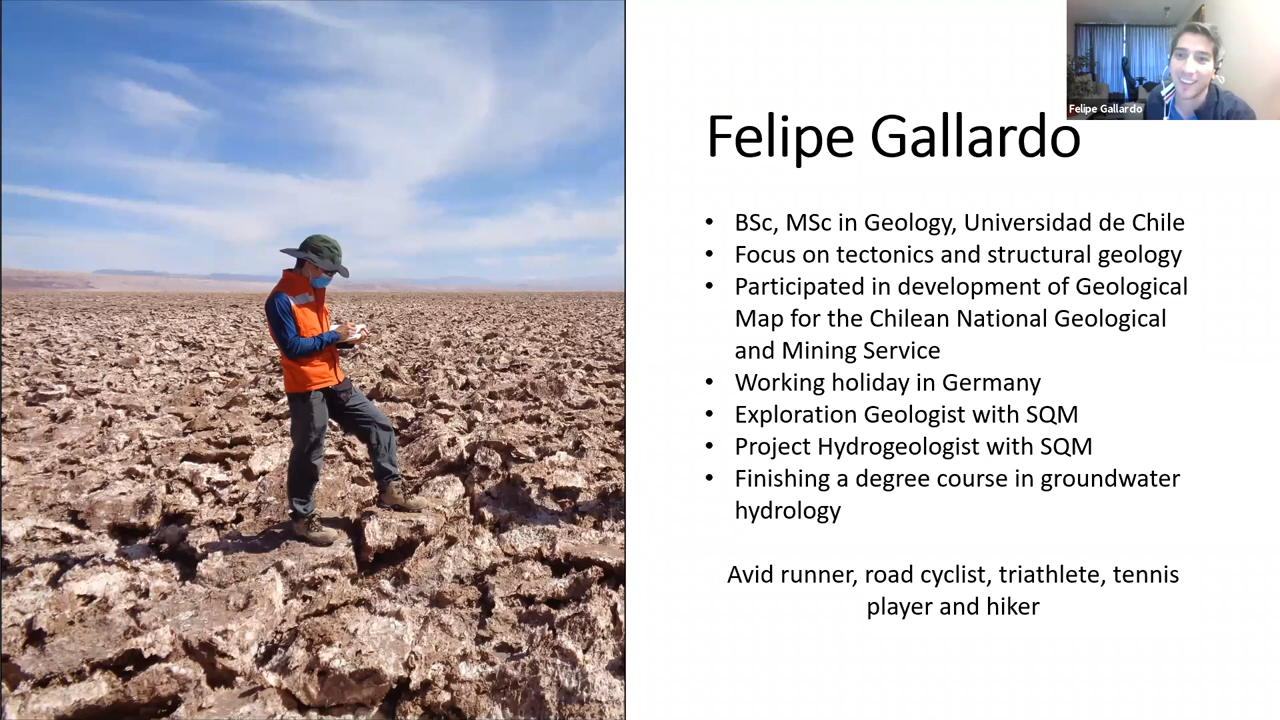 Felipe Gallardo
Felipe Gallardo
• BSc, MSc in Geology, Universidad de Chile
• Focus on tectonics and structural geology
• Participated in development of Geological
Map for the Chilean National Geological
and Mining Service
• Working holiday in Germany
• Exploration Geologist with SQM
• Project Hydrogeologist with SQM
• Finishing a degree course in groundwater
hydrology
Avid runner, road cyclist, triathlete, tennis
player and hiker